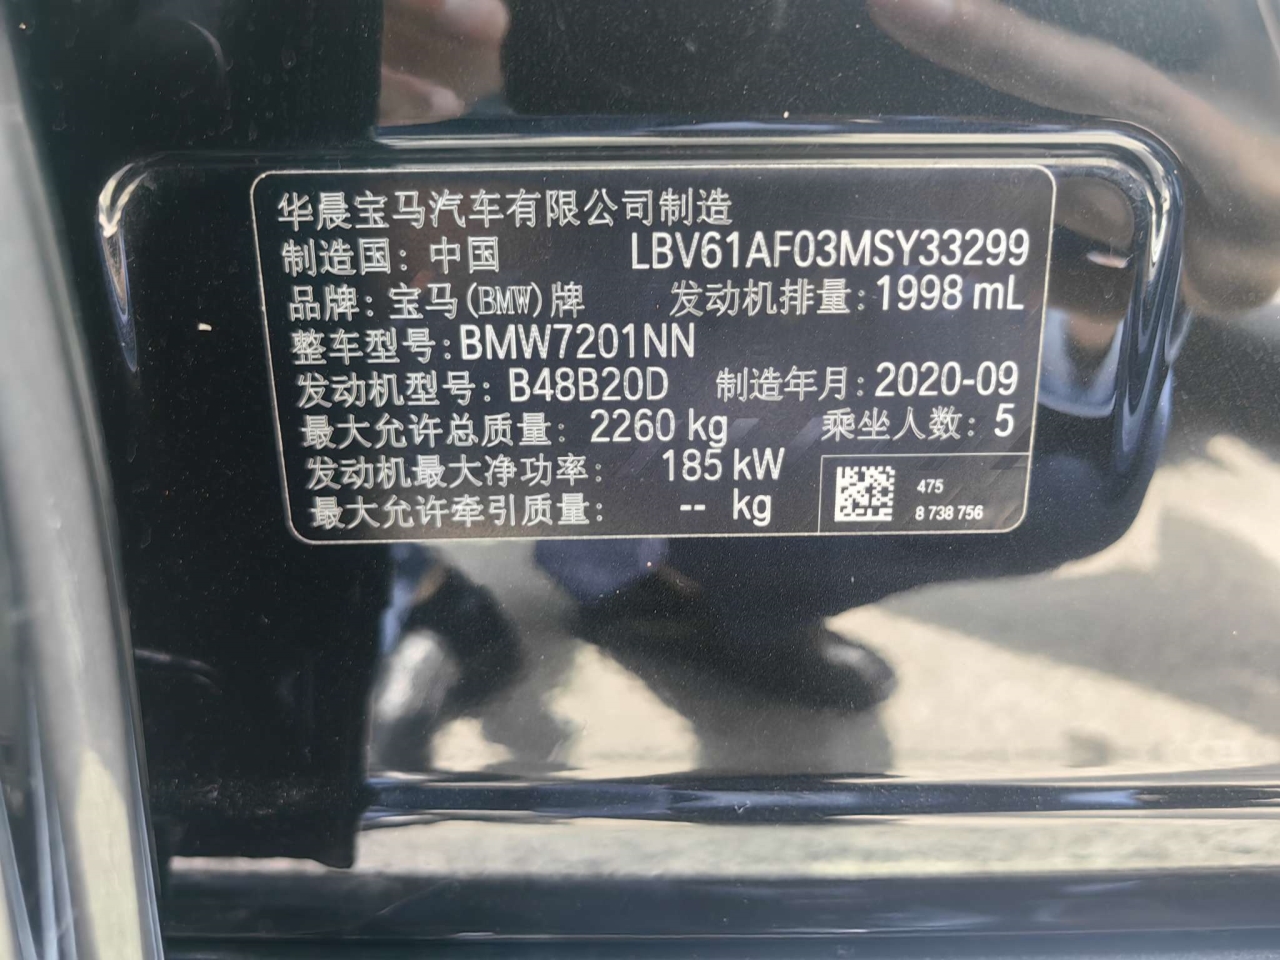 华晨宝马汽车有限公司制造
制造国：中国 LBV61AF03MSY33299
品牌：宝马(BMW)牌 发动机排量：1998 mL
整车型号：BMW7201NN
发动机型号：B48B20D 制造年月：2020-09
最大允许总质量：2260 kg 乘坐人数：5
发动机最大净功率：185 kW
最大允许牵引质量：-- kg
475
8 738 756